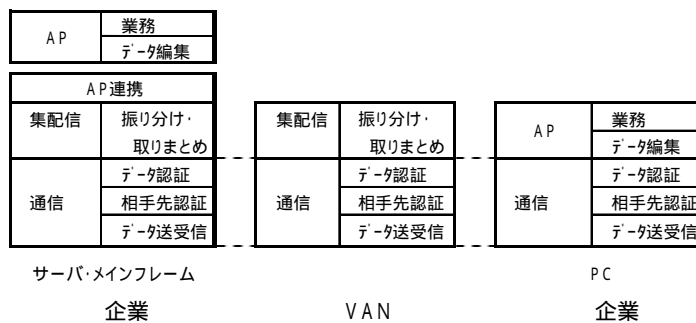 AP
業務
データ編集
AP連携
集配信
振り分け・
取りまとめ
通信
データ認証
相手先認証
データ送受信
サーバ・メインフレーム
企業
集配信
振り分け・
取りまとめ
通信
データ認証
相手先認証
データ送受信
VAN
AP
業務
データ編集
通信
データ認証
相手先認証
データ送受信
PC
企業